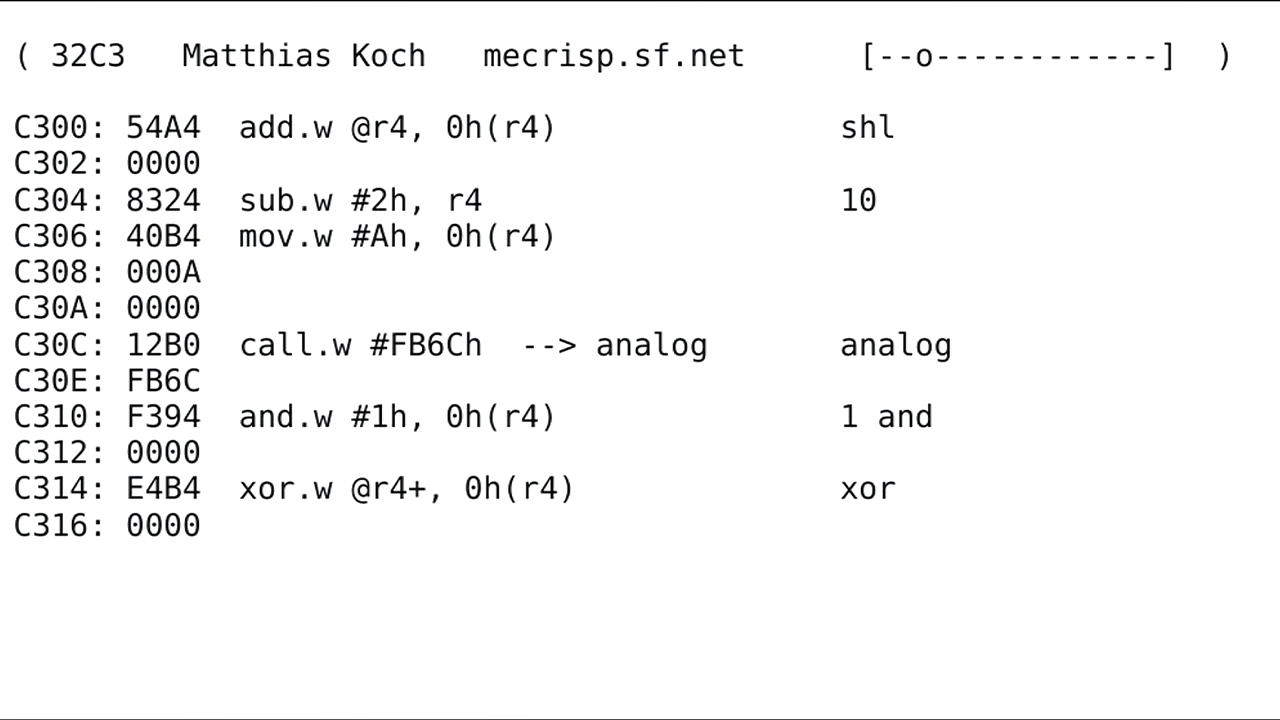 ( 32C3   Matthias Koch   mecrisp.sf.net      [--o------------]  )
C300: 54A4  add.w @r4, 0h(r4)               shl
C302: 0000
C304: 8324  sub.w #2h, r4                   10
C306: 40B4  mov.w #Ah, 0h(r4)
C308: 000A
C30A: 0000
C30C: 12B0  call.w #FB6Ch  --> analog       analog
C30E: FB6C
C310: F394  and.w #1h, 0h(r4)               1 and
C312: 0000
C314: E4B4  xor.w @r4+, 0h(r4)              xor
C316: 0000